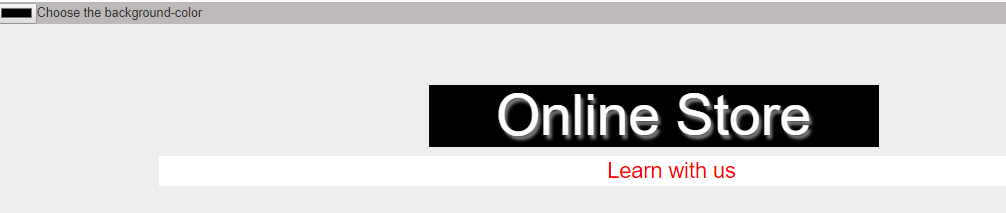 Choose the background-color
Online Store
Learn with us